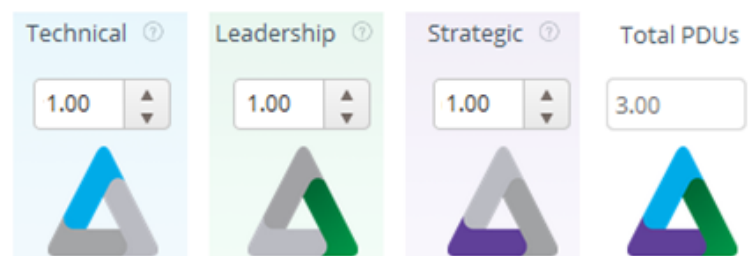 Technical ?
Leadership ?
Strategic ?
Total PDUs
1.00
1.00
1.00
3.00